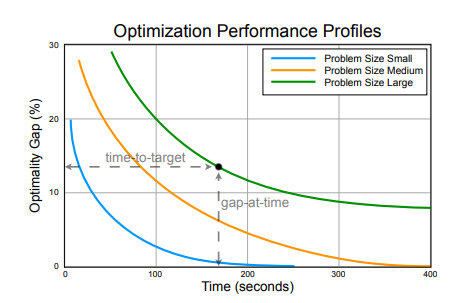 Optimization Performance Profiles
30
20
10
0
Optimality Gap (%)
Problem Size Small
Problem Size Medium
Problem Size Large
time-to-target
gap-at-time
0 100 200 300 400
Time (seconds)